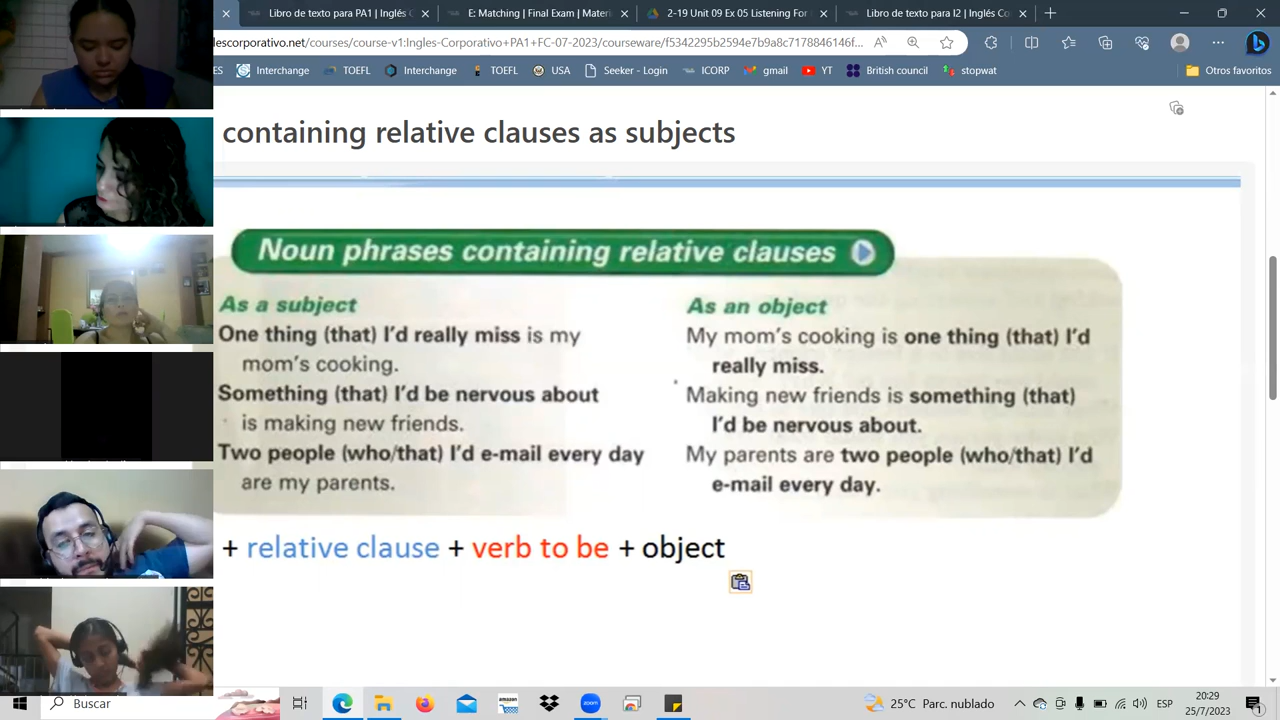 Libro de texto para PA1 | Inglés C
E: Matching | Final Exam | Mater
2-19 Unit 09 Ex 05 Listening For
Libro de texto para I2 | Inglés Co
lescorporativo.net/courses/course-v1:Ingles-Corporativo+PA1+FC-07-2023/courseware/f5342295b2594e7b9a8c7178846146f...
ES Interchange TOEFL Interchange TOEFL USA Seeker - Login ICORP gmail YT British council stopwat Otros favoritos
containing relative clauses as subjects
Noun phrases containing relative clauses
As a subject
One thing (that) I'd really miss is my
mom's cooking.
Something (that) I'd be nervous about
is making new friends.
Two people (who/that) I'd e-mail every day
are my parents.
As an object
My mom's cooking is one thing (that) I'd
really miss.
Making new friends is something (that)
I'd be nervous about.
My parents are two people (who/that) I'd
e-mail every day.
+ relative clause + verb to be + object
Buscar
amazon
zoom
25°C Parc. nublado
ESP
20:25
25/7/2023
1